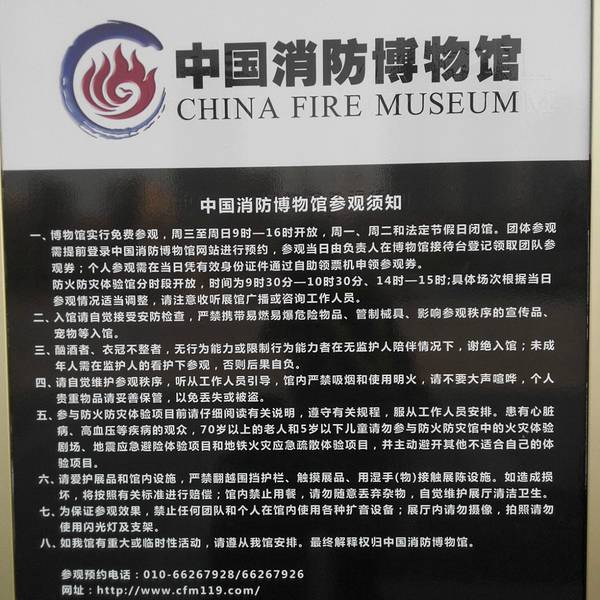 中国消防博物馆
CHINA FIRE MUSEUM
中国消防博物馆参观须知
一、博物馆实行免费参观，周三至周日9时—16时开放，周一、周二和法定节假日闭馆。团体参观
需提前登录中国消防博物馆网站进行预约，参观当日由负责人在博物馆接待台登记领取团队参
观券；个人参观需在当日凭有效身份证件通过自助领票机申领参观券。
防火防灾体验馆分时段开放，时间为9时30分—10时30分、14时—15时;具体场次根据当日
参观情况适当调整，请注意收听展馆广播或咨询工作人员。
二、入馆请自觉接受安防检查，严禁携带易燃易爆危险物品、管制械具、影响参观秩序的宣传品、
宠物等入馆。
三、酗酒者、衣冠不整者，无行为能力或限制行为能力者在无监护人陪伴情况下，谢绝入馆；未成
年人需在监护人的看护下参观，否则后果自负。
四、请自觉维护参观秩序，听从工作人员引导，馆内严禁吸烟和使用明火，请不要大声喧哗，个人
贵重物品请妥善保管，以免丢失或被盗。
五、参与防火防灾体验项目前请仔细阅读有关说明，遵守有关规程，服从工作人员安排。患有心脏
病、高血压等疾病的观众，70岁以上的老人和5岁以下儿童请勿参与防火防灾馆中的火灾体验
剧场、地震应急避险体验项目和地铁火灾应急疏散体验项目，并主动避开其他不适合自己的体
验项目。
六、请爱护展品和馆内设施，严禁翻越围挡护栏、触摸展品、用湿手(物)接触展陈设施。如造成损
坏，将按照有关标准进行赔偿；馆内禁止用餐，请勿随意丢弃杂物，自觉维护展厅清洁卫生。
七、为保证参观效果，禁止任何团队和个人在馆内使用各种扩音设备；展厅内请勿摄像，拍照请勿
使用闪光灯及支架。
八、如我馆有重大或临时性活动，请遵从我馆安排。最终解释权归中国消防博物馆。
参观预约电话：010-66267928/66267926
网址：http://www.cfm119.com/